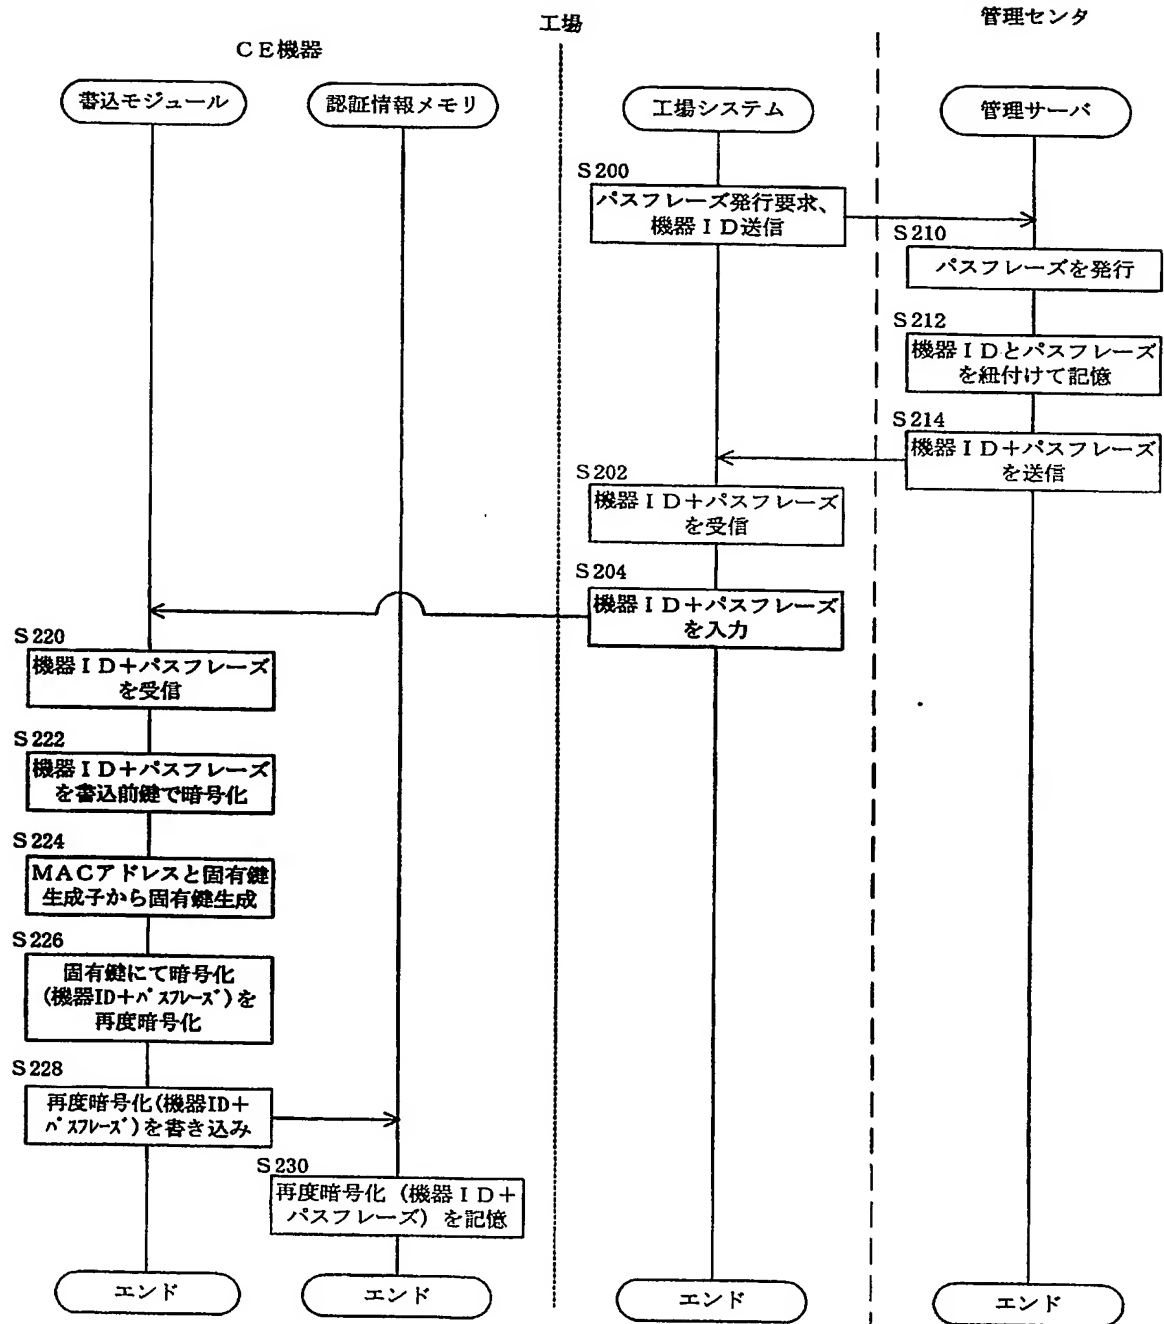 工場
管理センタ
CE機器
書込モジュール
認証情報メモリ
工場システム
管理サーバ
S200
パスフレーズ発行要求、
機器ID送信
S210
パスフレーズを発行
S212
機器IDとパスフレーズ
を紐付けて記憶
S214
機器ID+パスフレーズ
を送信
S202
機器ID+パスフレーズ
を受信
S204
機器ID+パスフレーズ
を入力
S220
機器ID+パスフレーズ
を受信
S222
機器ID+パスフレーズ
を書込前鍵で暗号化
S224
MACアドレスと固有鍵
生成子から固有鍵生成
S226
固有鍵にて暗号化
(機器ID+パスフレーズ)を
再度暗号化
S228
再度暗号化(機器ID+
パスフレーズ)を書き込み
S230
再度暗号化(機器ID+
パスフレーズ)を記憶
エンド
エンド
エンド
エンド